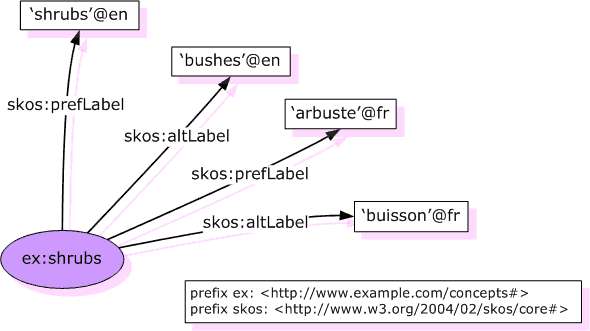 ‘shrubs’@en
‘bushes’@en
skos:prefLabel
‘arbuste’@fr
skos:altLabel
skos:prefLabel
‘buisson’@fr
skos:altLabel
ex:shrubs
prefix ex: <http://www.example.com/concepts#>
prefix skos: <http://www.w3.org/2004/02/skos/core#>